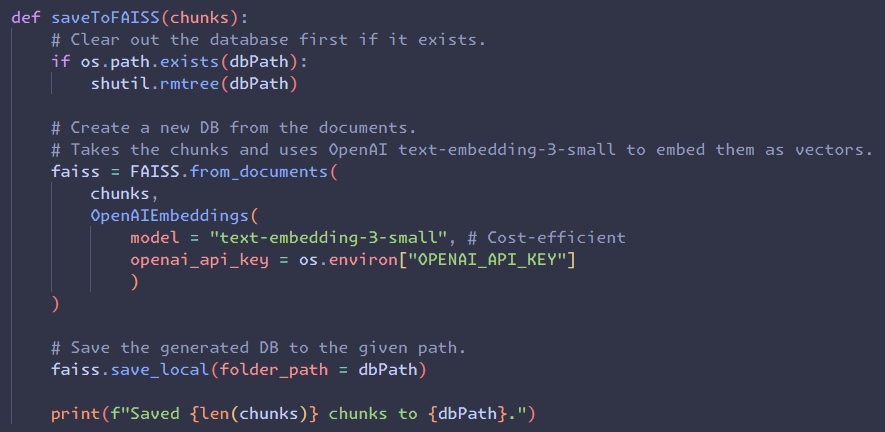 def saveToFAISS(chunks):
    # Clear out the database first if it exists.
    if os.path.exists(dbPath):
        shutil.rmtree(dbPath)

    # Create a new DB from the documents.
    # Takes the chunks and uses OpenAI text-embedding-3-small to embed them as vectors.
    faiss = FAISS.from_documents(
        chunks,
        OpenAIEmbeddings(
            model = "text-embedding-3-small", # Cost-efficient
            openai_api_key = os.environ["OPENAI_API_KEY"]
            )
    )

    # Save the generated DB to the given path.
    faiss.save_local(folder_path = dbPath)

    print(f"Saved {len(chunks)} chunks to {dbPath}.")